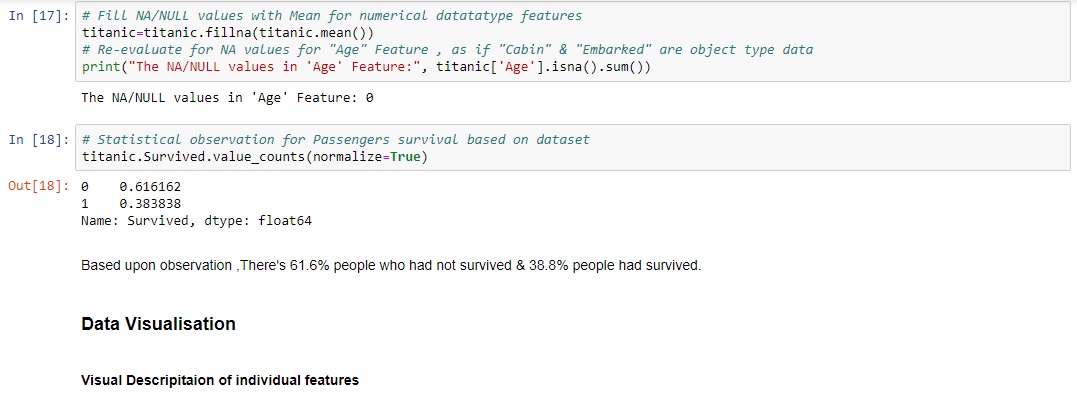 In [17]: # Fill NA/NULL values with Mean for numerical datatatype features
titanic=titanic.fillna(titanic.mean())
# Re-evaluate for NA values for "Age" Feature , as if "Cabin" & "Embarked" are object type data
print("The NA/NULL values in 'Age' Feature:", titanic['Age'].isna().sum())
The NA/NULL values in 'Age' Feature: 0
In [18]: # Statistical observation for Passengers survival based on dataset
titanic.Survived.value_counts(normalize=True)
Out[18]: 0 0.616162
1 0.383838
Name: Survived, dtype: float64
Based upon observation ,There's 61.6% people who had not survived & 38.8% people had survived.
Data Visualisation
Visual Descripitaion of individual features